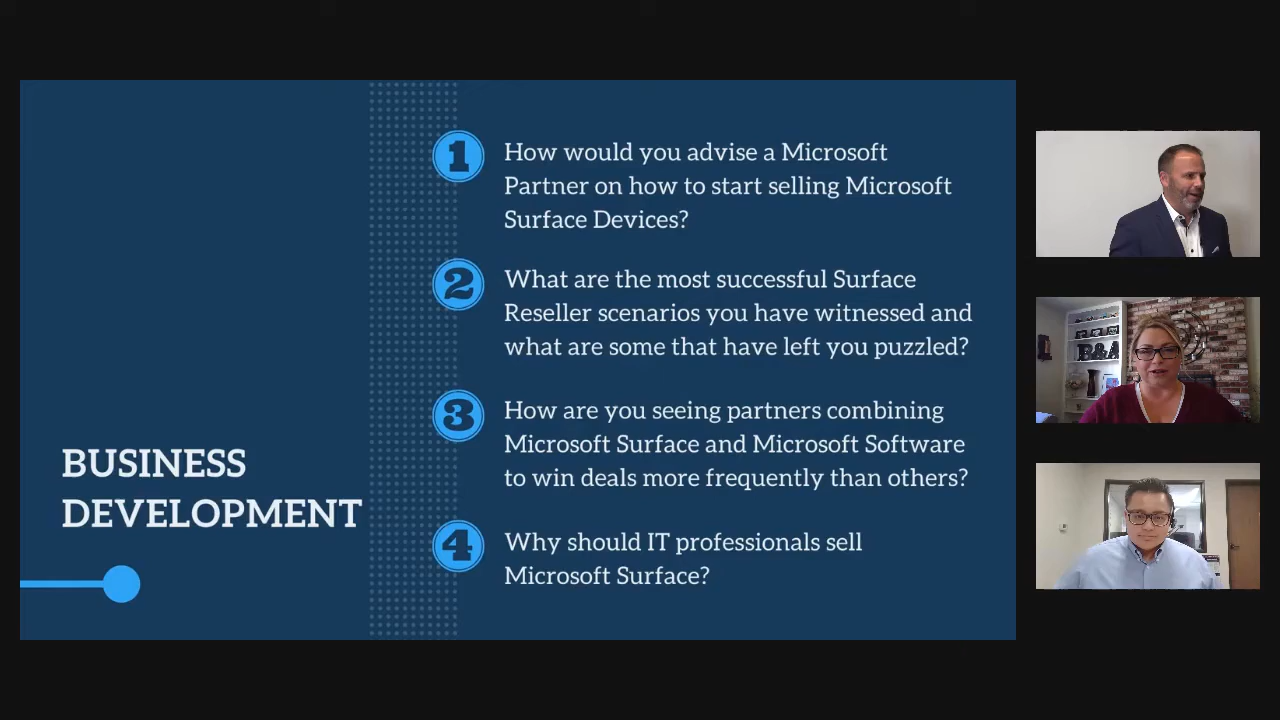 BUSINESS
DEVELOPMENT
1
How would you advise a Microsoft
Partner on how to start selling Microsoft
Surface Devices?
2
What are the most successful Surface
Reseller scenarios you have witnessed and
what are some that have left you puzzled?
3
How are you seeing partners combining
Microsoft Surface and Microsoft Software
to win deals more frequently than others?
4
Why should IT professionals sell
Microsoft Surface?
B&A